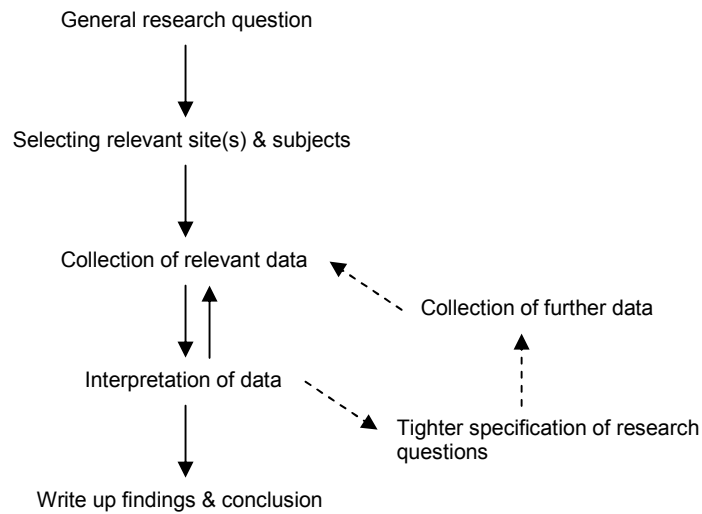 General research question
Selecting relevant site(s) & subjects
Collection of relevant data
Collection of further data
Interpretation of data
Tighter specification of research
questions
Write up findings & conclusion